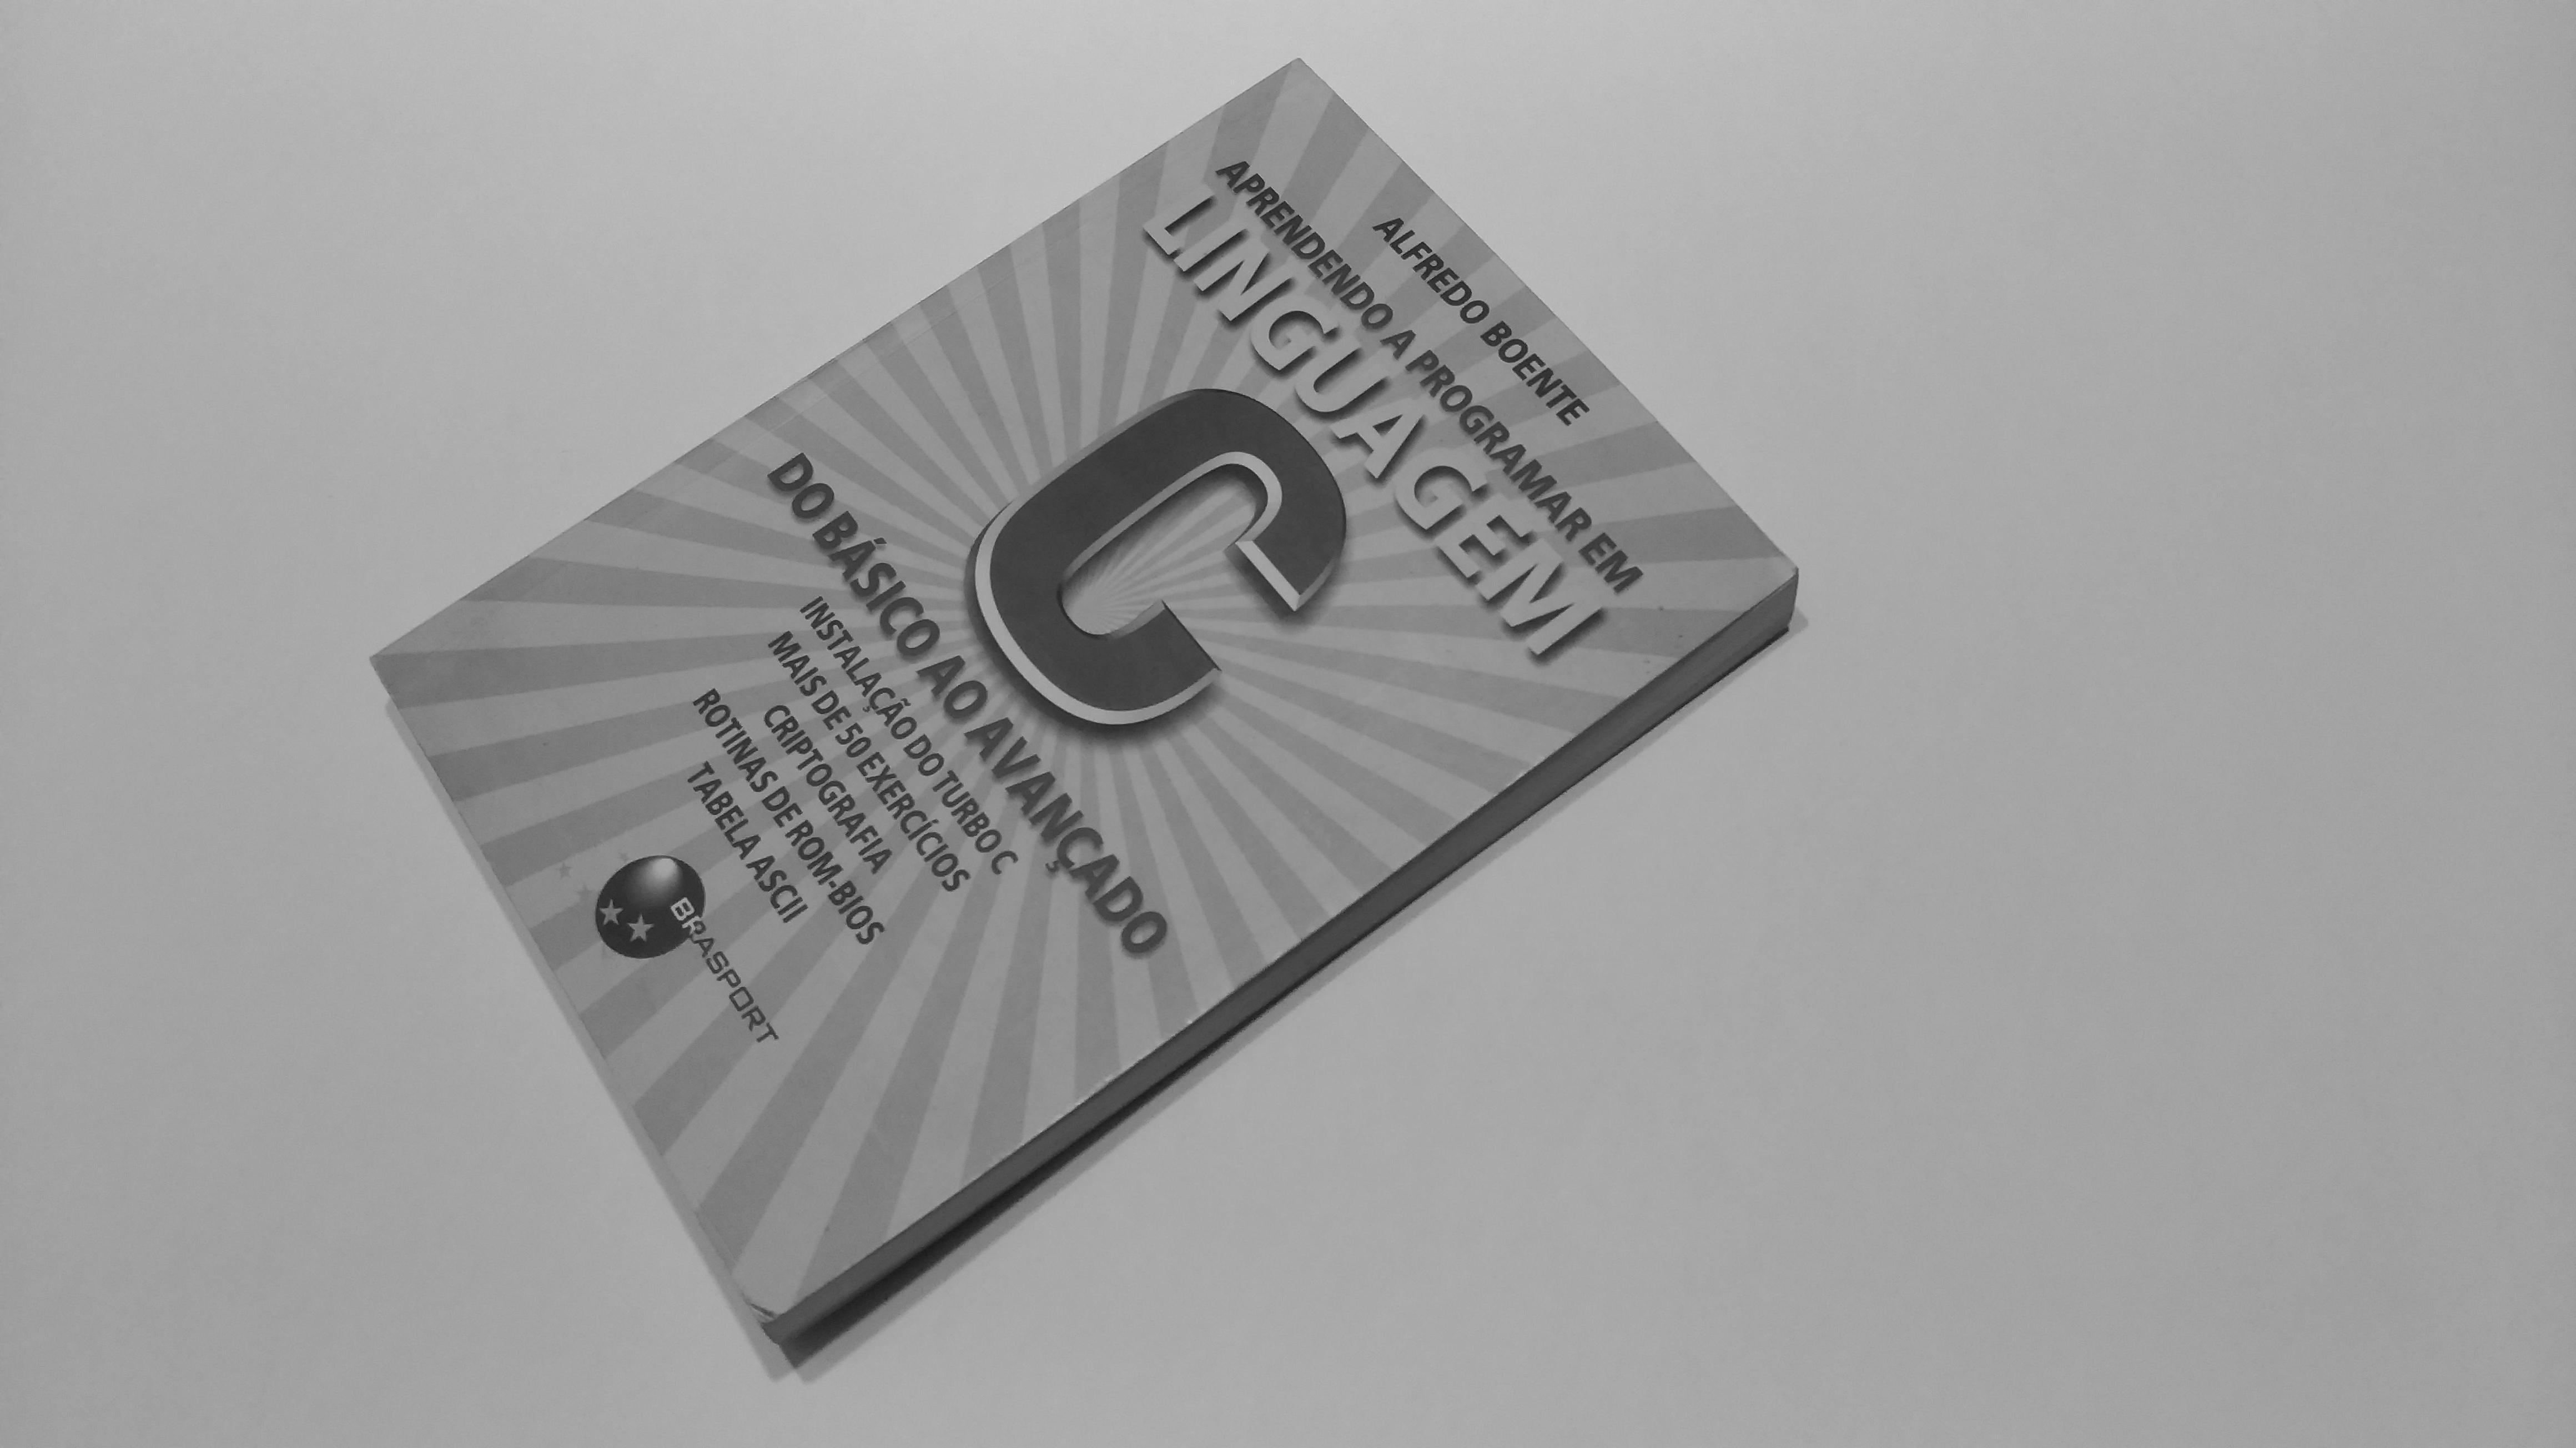 ALFREDO BOENTE
APRENDENDO A PROGRAMAR EM
LINGUAGEM
C
DO BÁSICO AO AVANÇADO
INSTALAÇÃO DO TURBO C
MAIS DE 50 EXERCÍCIOS
CRIPTOGRAFIA
ROTINAS DE ROM-BIOS
TABELA ASCII
BRASPORT